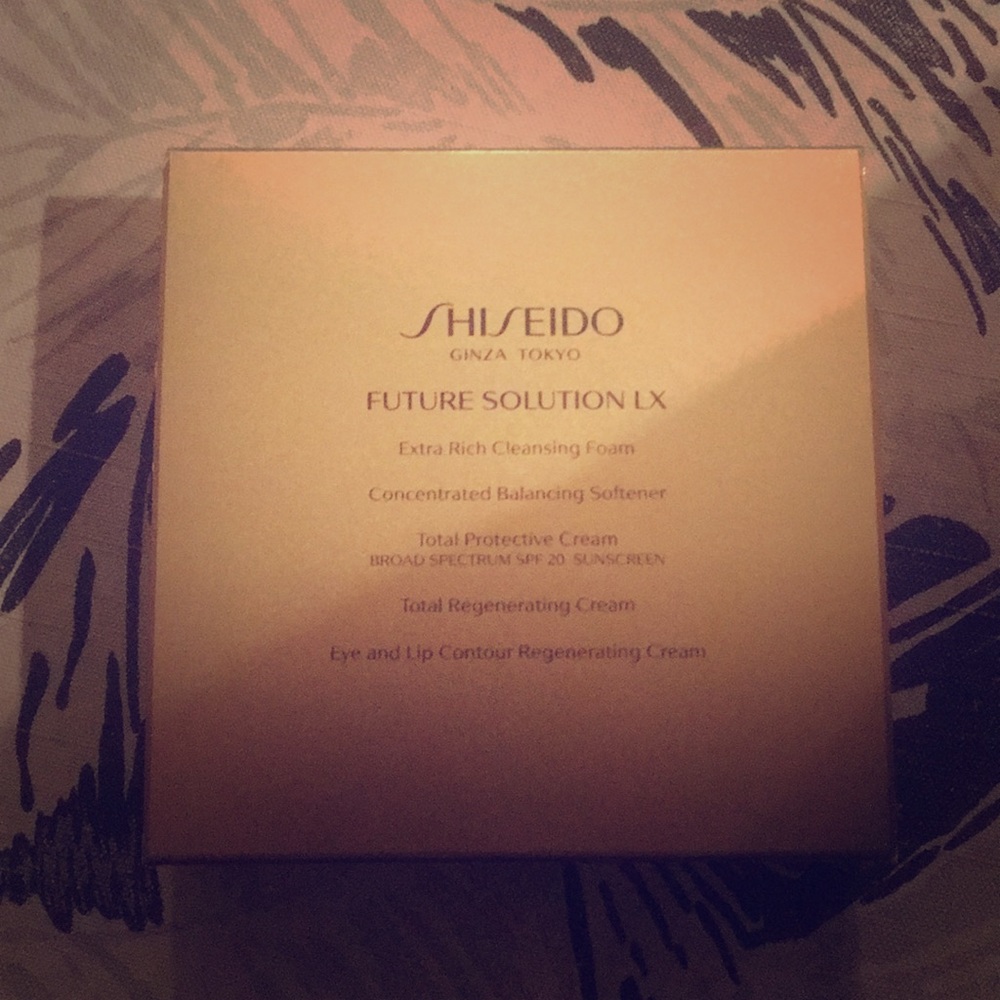 SHISEIDO
GINZA TOKYO
FUTURE SOLUTION LX
Extra Rich Cleansing Foam
Concentrated Balancing Softener
Total Protective Cream
BROAD SPECTRUM SPF 20 SUNSCREEN
Total Regenerating Cream
Eye and Lip Contour Regenerating Cream